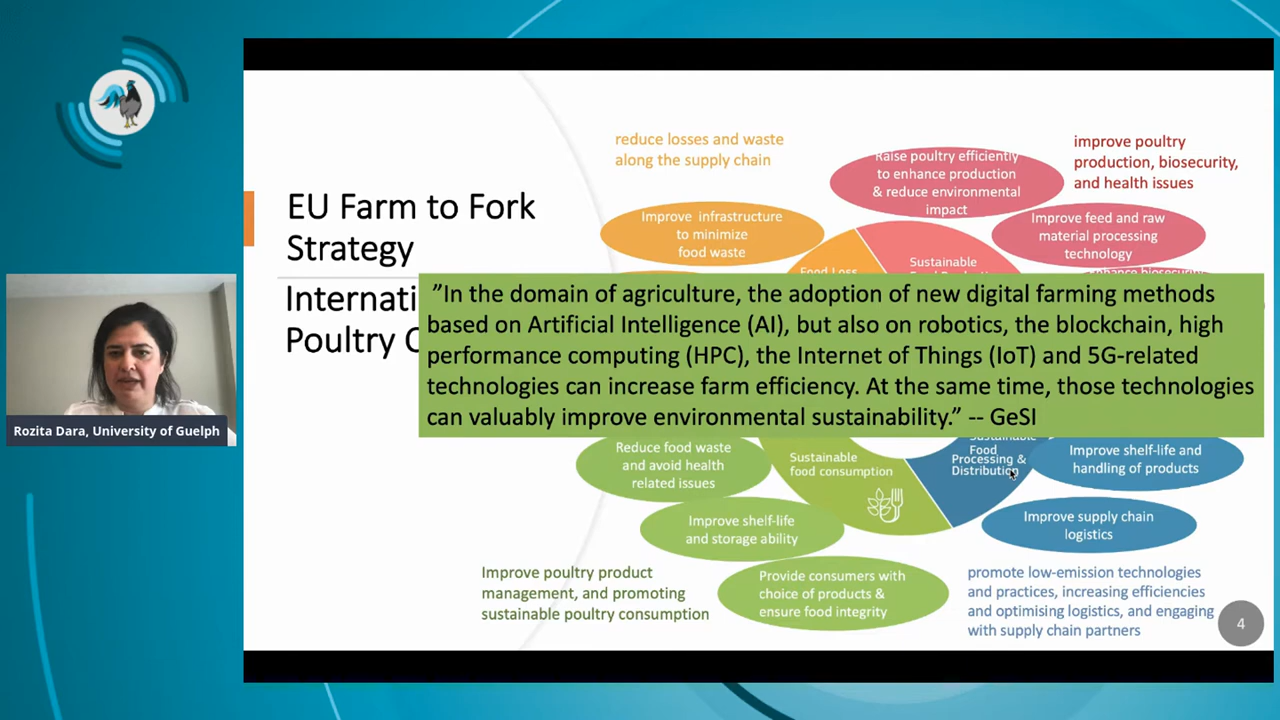 EU Farm to Fork
Strategy
Internati
Poultry C
reduce losses and waste
along the supply chain
Raise poultry efficiently
to enhance production
& reduce environmental
impact
improve poultry
production, biosecurity,
and health issues
Improve infrastructure
to minimize
food waste
Improve feed and raw
material processing
technology
Food Loss
Sustainable
enhance biosecurity
”In the domain of agriculture, the adoption of new digital farming methods
based on Artificial Intelligence (AI), but also on robotics, the blockchain, high
performance computing (HPC), the Internet of Things (IoT) and 5G-related
technologies can increase farm efficiency. At the same time, those technologies
can valuably improve environmental sustainability.” -- GeSI
Rozita Dara, University of Guelph
Reduce food waste
and avoid health
related issues
Sustainable
food consumption
Sustainable
Food
Processing &
Distribution
Improve shelf-life and
handling of products
Improve shelf-life
and storage ability
Improve supply chain
logistics
Improve poultry product
management, and promoting
sustainable poultry consumption
Provide consumers with
choice of products &
ensure food integrity
promote low-emission technologies
and practices, increasing efficiencies
and optimising logistics, and engaging
with supply chain partners
4